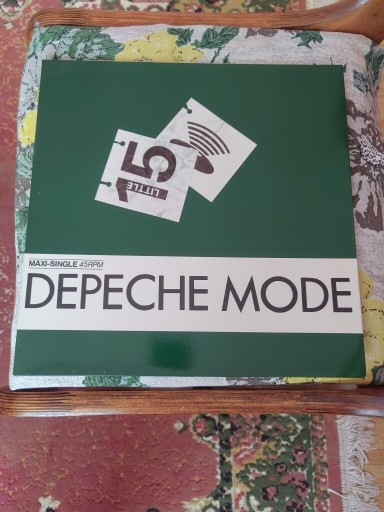 15
LITTLE
MAXI-SINGLE 45RPM
DEPECHE MODE